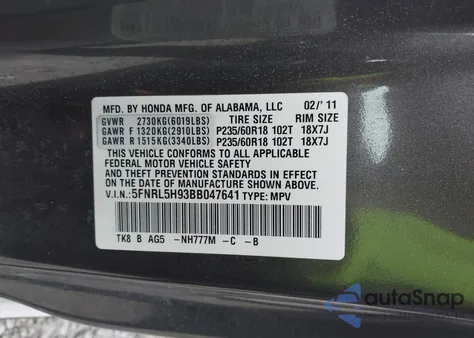 MFD. BY HONDA MFG. OF ALABAMA, LLC 02/'11
GVWR 2730KG(6019LBS) TIRE SIZE RIM SIZE
GAWR F 1320KG(2910LBS) P235/60R18 102T 18X7J
GAWR R 1515KG(3340LBS) P235/60R18 102T 18X7J
THIS VEHICLE CONFORMS TO ALL APPLICABLE
FEDERAL MOTOR VEHICLE SAFETY, BUMPER,
AND THEFT PREVENTION STANDARDS IN EFFECT
ON THE DATE OF MANUFACTURE SHOWN ABOVE.
V.I.N.: 5FNRL5H93BB047641 TYPE: MPV
TK8 B AG5 -NH777M -C -B
autaSnap